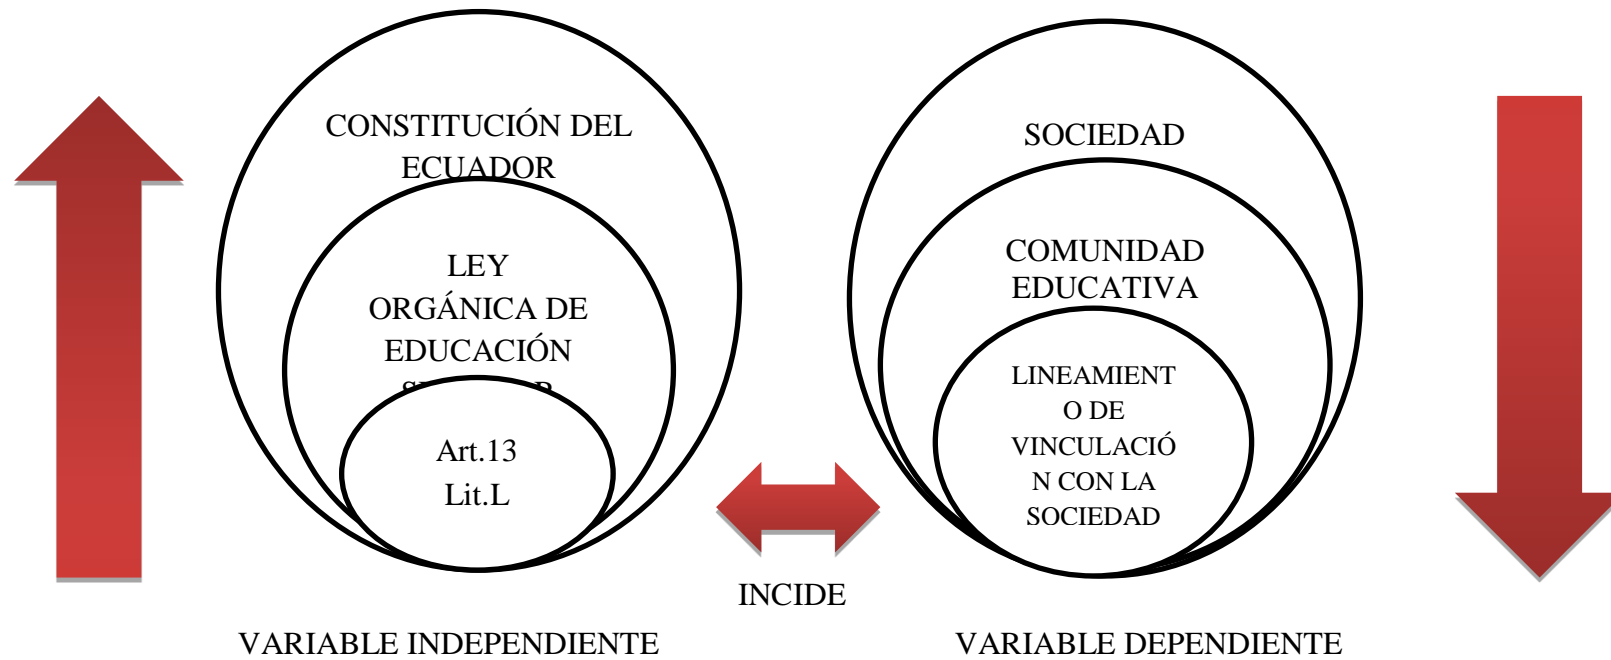 CONSTITUCIÓN DEL
ECUADOR
LEY
ORGÁNICA DE
EDUCACIÓN
Art.13
Lit.L
SOCIEDAD
COMUNIDAD
EDUCATIVA
LINEAMIENT
O DE
VINCULACIÓ
N CON LA
SOCIEDAD
INCIDE
VARIABLE INDEPENDIENTE
VARIABLE DEPENDIENTE